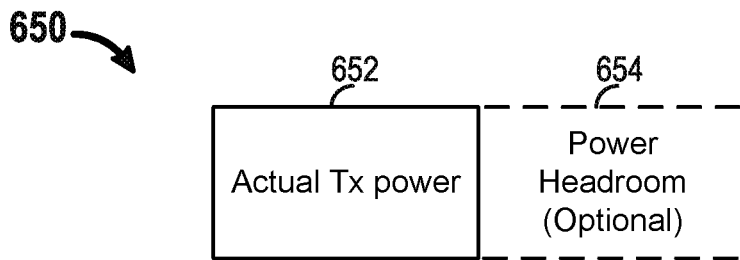 650
652
654
Actual Tx power
Power
Headroom
(Optional)